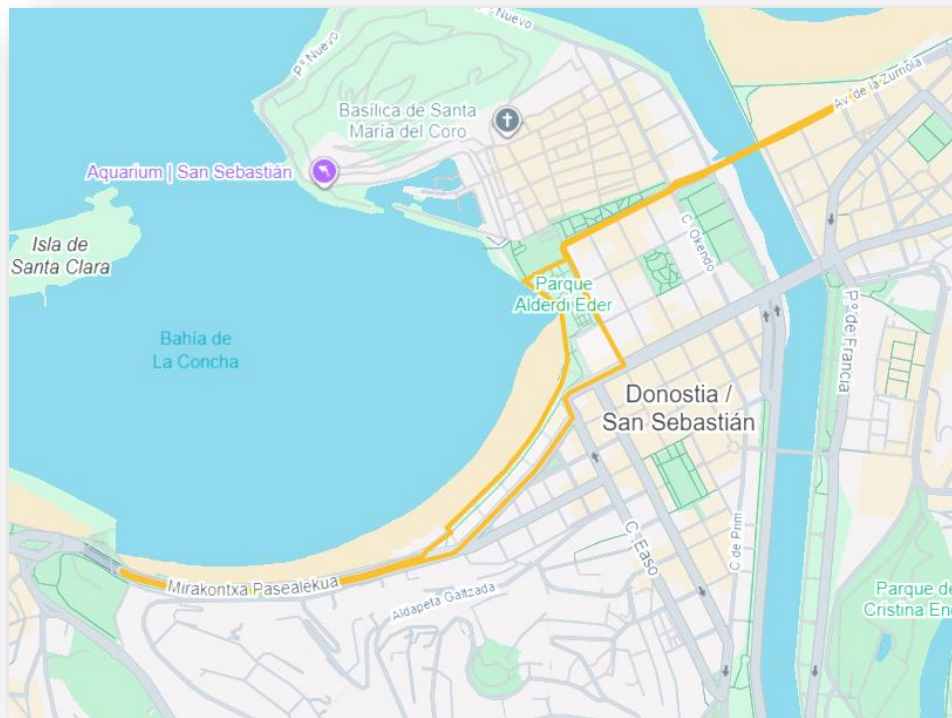 P.º Nuevo
Nuevo
Basílica de Santa
María del Coro
Aquarium | San Sebastián
Isla de
Santa Clara
Av. de la Zurriola
C. Okendo
Parque
Alderdi Eder
Bahía de
La Concha
P.º de Francia
Donostia /
San Sebastián
C. Easo
C de Prim
Mirakontxa Pasealekua
Aldapeta Galtzada
Parque de
Cristina En